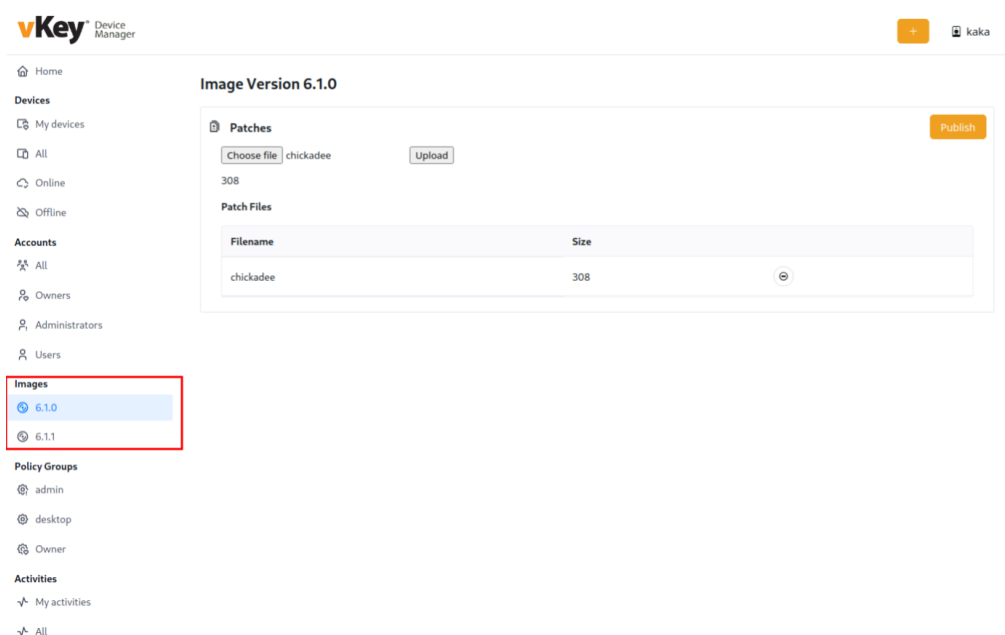 vKey® Device Manager
+
kaka
Home
Devices
My devices
All
Online
Offline
Accounts
All
Owners
Administrators
Users
Images
6.1.0
6.1.1
Policy Groups
admin
desktop
Owner
Activities
My activities
All
Image Version 6.1.0
Patches
Publish
Choose file chickadee Upload
308
Patch Files
Filename Size
chickadee 308